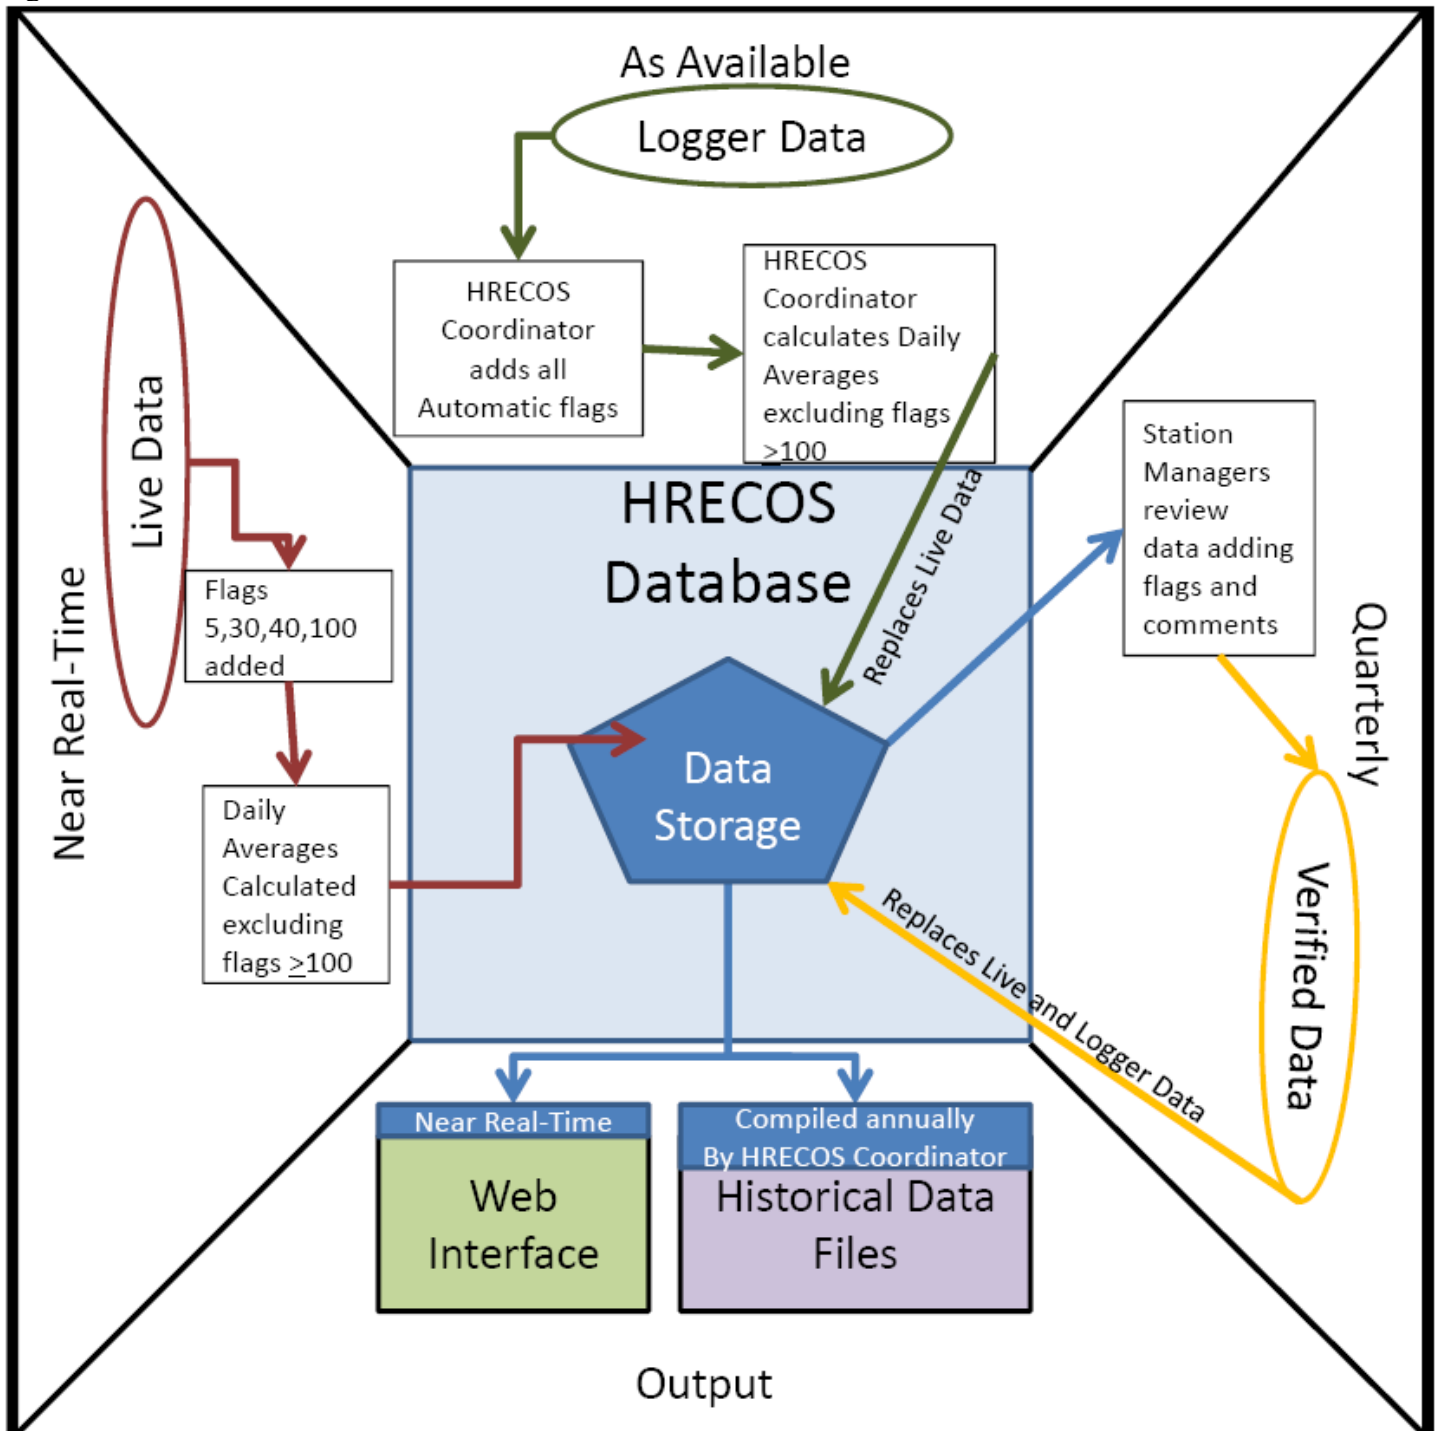 As Available
Logger Data
HRECOS
Coordinator
adds all
Automatic flags
HRECOS
Coordinator
calculates Daily
Averages
excluding flags
≥100
Replaces Live Data
Near Real-Time
Live Data
Flags
5,30,40,100
added
Daily
Averages
Calculated
excluding
flags ≥100
HRECOS
Database
Data
Storage
Station
Managers
review
data adding
flags and
comments
Quarterly
Verified Data
Replaces Live and Logger Data
Near Real-Time
Web
Interface
Compiled annually
By HRECOS Coordinator
Historical Data
Files
Output